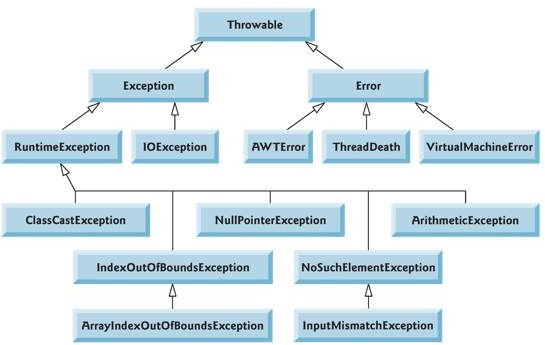 Throwable
Exception
Error
RuntimeException
IOException
AWTError
ThreadDeath
VirtualMachineError
ClassCastException
NullPointerException
ArithmeticException
IndexOutOfBoundsException
NoSuchElementException
ArrayIndexOutOfBoundsException
InputMismatchException